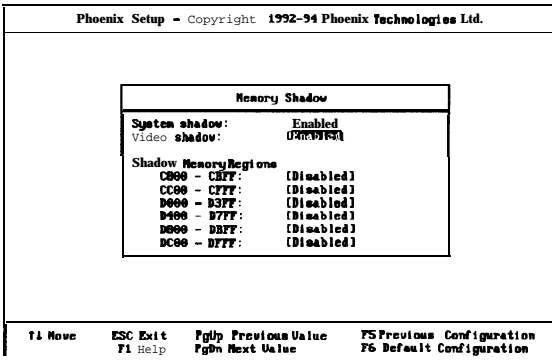 Phoenix Setup - Copyright 1992-94 Phoenix Technologies Ltd.
Memory Shadow
System shadow: Enabled
Video shadow: [Enabled]
Shadow Memory Regions
C800 - CBFF: [Disabled]
CC00 - CFFF: [Disabled]
D000 - D3FF: [Disabled]
D400 - D7FF: [Disabled]
D800 - DBFF: [Disabled]
DC00 - DFFF: [Disabled]
↑↓ Move ESC Exit PgUp Previous Value F5 Previous Configuration
F1 Help PgDn Next Value F6 Default Configuration